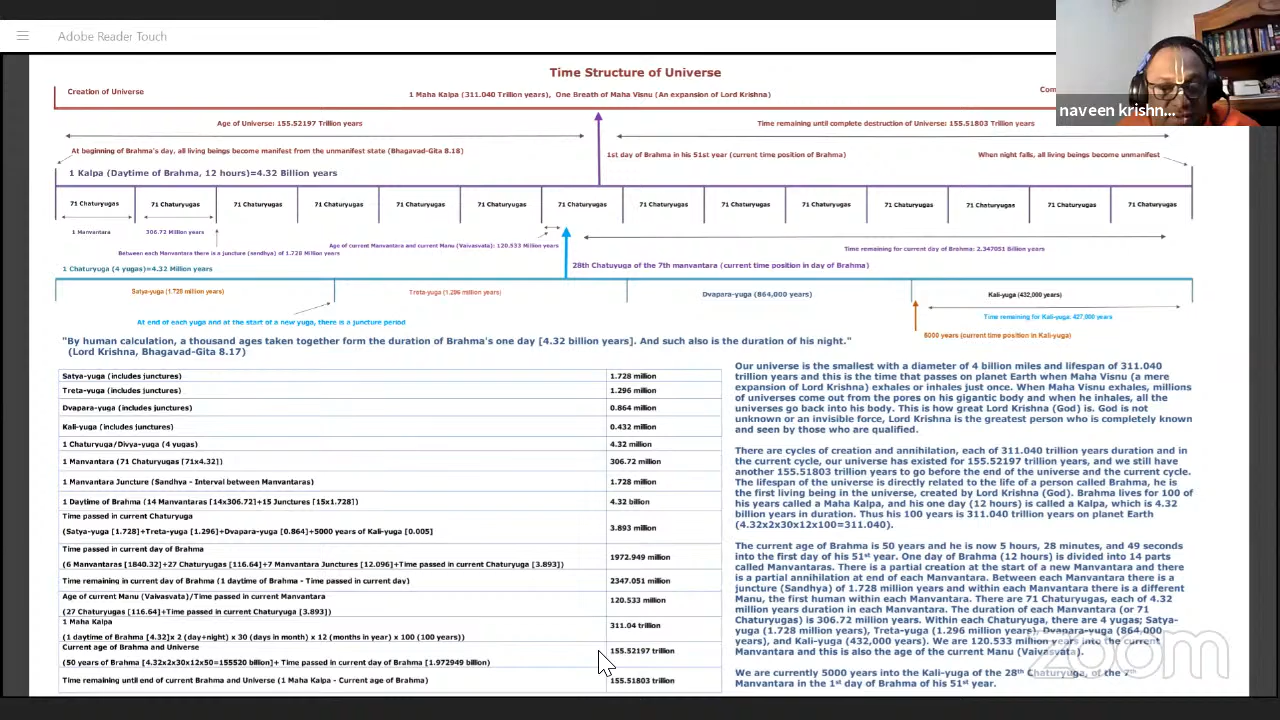 Adobe Reader Touch
naveen krishn...
Time Structure of Universe
Creation of Universe
1 Maha Kalpa (311.040 Trillion years), One Breath of Maha Visnu (An expansion of Lord Krishna)
Com
Age of Universe: 155.52197 Trillion years
Time remaining until complete destruction of Universe: 155.51803 Trillion years
At beginning of Brahma's day, all living beings become manifest from the unmanifest state (Bhagavad-Gita 8.18)
1st day of Brahma in his 51st year (current time position of Brahma)
When night falls, all living beings become unmanifest
1 Kalpa (Daytime of Brahma, 12 hours)=4.32 Billion years
71 Chaturyugas 71 Chaturyugas 71 Chaturyugas 71 Chaturyugas 71 Chaturyugas 71 Chaturyugas 71 Chaturyugas 71 Chaturyugas 71 Chaturyugas 71 Chaturyugas 71 Chaturyugas 71 Chaturyugas 71 Chaturyugas 71 Chaturyugas
1 Manvantara
306.72 Million years
Age of current Manvantara and current Manu (Vaivasvata): 120.533 Million years
Time remaining for current day of Brahma: 2.347051 Billion years
Between each Manvantara there is a juncture (sendhya) of 1.728 Million years
1 Chaturyuga (4 yugas)=4.32 Million years
28th Chatuyuga of the 7th manvantara (current time position in day of Brahma)
Satya-yuga (1.728 million years)
Treta-yuga (1.296 million years)
Dvapara-yuga (864,000 years)
Kali-yuga (432,000 years)
Time remaining for Kali-yuga: 427,000 years
At end of each yuga and at the start of a new yuga, there is a juncture period
5000 years (current time position in Kali-yuga)
"By human calculation, a thousand ages taken together form the duration of Brahma's one day [4.32 billion years]. And such also is the duration of his night."
(Lord Krishna, Bhagavad-Gita 8.17)
Satya-yuga (includes junctures) 1.728 million
Treta-yuga (includes junctures) 1.296 million
Dvapara-yuga (includes junctures) 0.864 million
Kali-yuga (includes junctures) 0.432 million
1 Chaturyuga/Divya-yuga (4 yugas) 4.32 million
1 Manvantara (71 Chaturyugas [71x4.32]) 306.72 million
1 Manvantara Juncture (Sandhya - Interval between Manvantaras) 1.728 million
1 Daytime of Brahma (14 Manvantaras [14x306.72]+15 Junctures [15x1.728]) 4.32 billion
Time passed in current Chaturyuga
(Satya-yuga [1.728]+Treta-yuga [1.296]+Dvapara-yuga [0.864]+5000 years of Kali-yuga [0.005] 3.893 million
Time passed in current day of Brahma
(6 Manvantaras [1840.32]+27 Chaturyugas [116.64]+7 Manvantara Junctures [12.096]+Time passed in current Chaturyuga [3.893]) 1972.949 million
Time remaining in current day of Brahma (1 daytime of Brahma - Time passed in current day) 2347.051 million
Age of current Manu (Vaivasvata)/Time passed in current Manvantara
(27 Chaturyugas [116.64]+Time passed in current Chaturyuga [3.893]) 120.533 million
1 Maha Kalpa
(1 daytime of Brahma [4.32]x 2 (day+night) x 30 (days in month) x 12 (months in year) x 100 (100 years)) 311.04 trillion
Current age of Brahma and Universe
(50 years of Brahma [4.32x2x30x12x50=155520 billion]+ Time passed in current day of Brahma [1.972949 billion) 155.52197 trillion
Time remaining until end of current Brahma and Universe (1 Maha Kalpa - Current age of Brahma) 155.51803 trillion
Our universe is the smallest with a diameter of 4 billion miles and lifespan of 311.040
trillion years and this is the time that passes on planet Earth when Maha Visnu (a mere
expansion of Lord Krishna) exhales or inhales just once. When Maha Visnu exhales, millions
of universes come out from the pores on his gigantic body and when he inhales, all the
universes go back into his body. This is how great Lord Krishna (God) is. God is not
unknown or an invisible force, Lord Krishna is the greatest person who is completely known
and seen by those who are qualified.
There are cycles of creation and annihilation, each of 311.040 trillion years duration and in
the current cycle, our universe has existed for 155.52197 trillion years, and we still have
another 155.51803 trillion years to go before the end of the universe and the current cycle.
The lifespan of the universe is directly related to the life of a person called Brahma, he is
the first living being in the universe, created by Lord Krishna (God). Brahma lives for 100 of
his years called a Maha Kalpa, and his one day (12 hours) is called a Kalpa, which is 4.32
billion years in duration. Thus his 100 years is 311.040 trillion years on planet Earth
(4.32x2x30x12x100=311.040).
The current age of Brahma is 50 years and he is now 5 hours, 28 minutes, and 49 seconds
into the first day of his 51st year. One day of Brahma (12 hours) is divided into 14 parts
called Manvantaras. There is a partial creation at the start of a new Manvantara and there
is a partial annihilation at end of each Manvantara. Between each Manvantara there is a
juncture (Sandhya) of 1.728 million years and within each Manvantara there is a different
Manu, the first human within each Manvantara. There are 71 Chaturyugas, each of 4.32
million years duration in each Manvantara. The duration of each Manvantara (or 71
Chaturyugas) is 306.72 million years. Within each Chaturyuga, there are 4 yugas; Satya-
yuga (1.728 million years), Treta-yuga (1.296 million years), Dvapara-yuga (864,000
years), and Kali-yuga (432,000 years). We are 120.533 million years into the current
Manvantara and this is also the age of the current Manu (Vaivasvata).
We are currently 5000 years into the Kali-yuga of the 28th Chaturyuga, of the 7th
Manvantara in the 1st day of Brahma of his 51st year.
zoom